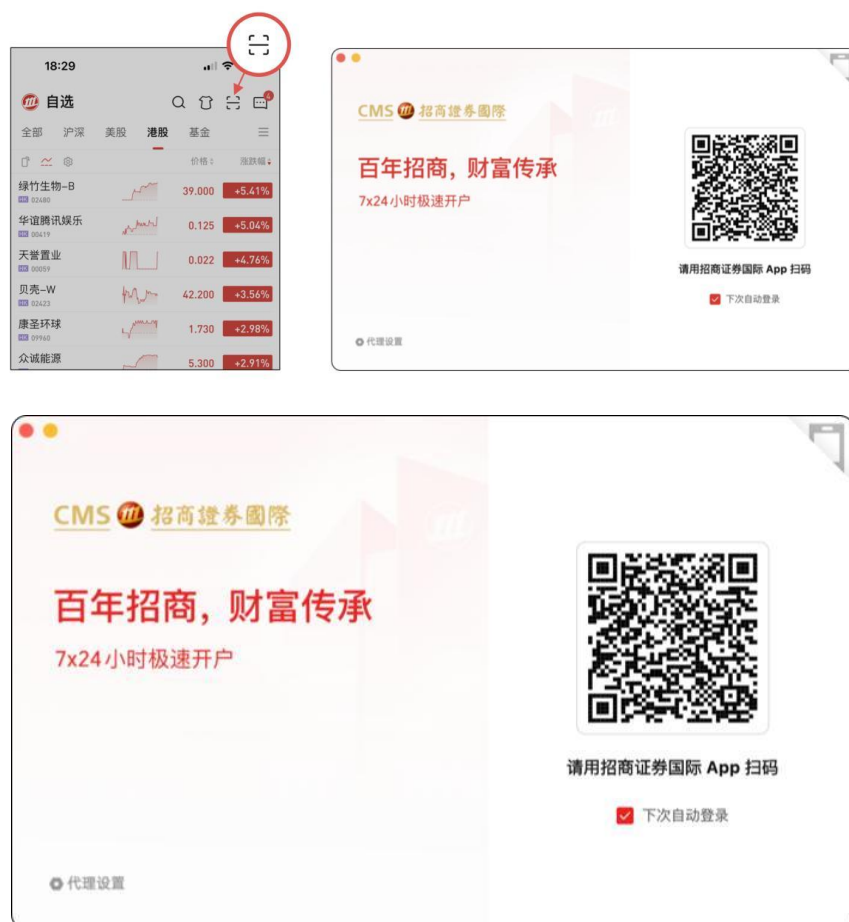 18:29
自选
4
全部 沪深 美股 港股 基金
价格 涨跌幅
绿竹生物-B 39.000 +5.41%
HK 02480
华谊腾讯娱乐 0.125 +5.04%
HK 00419
天誉置业 0.022 +4.76%
HK 00059
贝壳-W 42.200 +3.56%
HK 02423
康圣环球 1.730 +2.98%
HK 09960
众诚能源 5.300 +2.91%
CMS 招商證券國際
百年招商，财富传承
7x24小时极速开户
请用招商证券国际 App 扫码
下次自动登录
代理设置
CMS 招商證券國際
百年招商，财富传承
7x24小时极速开户
请用招商证券国际 App 扫码
下次自动登录
代理设置